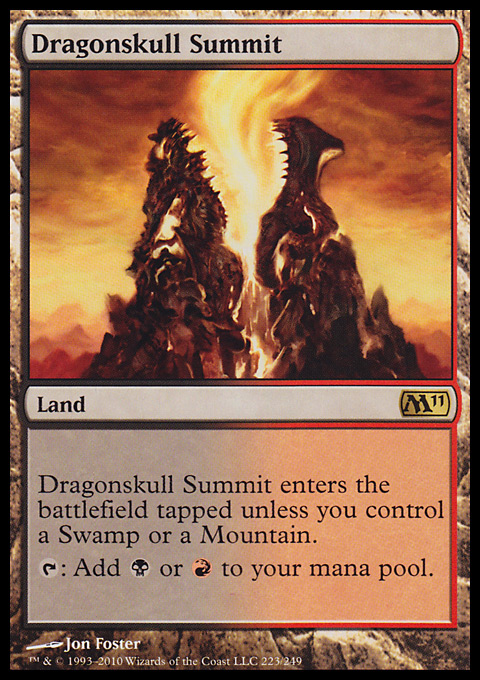 Dragonskull Summit
Land
M11
Dragonskull Summit enters the
battlefield tapped unless you control
a Swamp or a Mountain.
: Add or to your mana pool.
Jon Foster
™ & © 1993–2010 Wizards of the Coast LLC 223/249